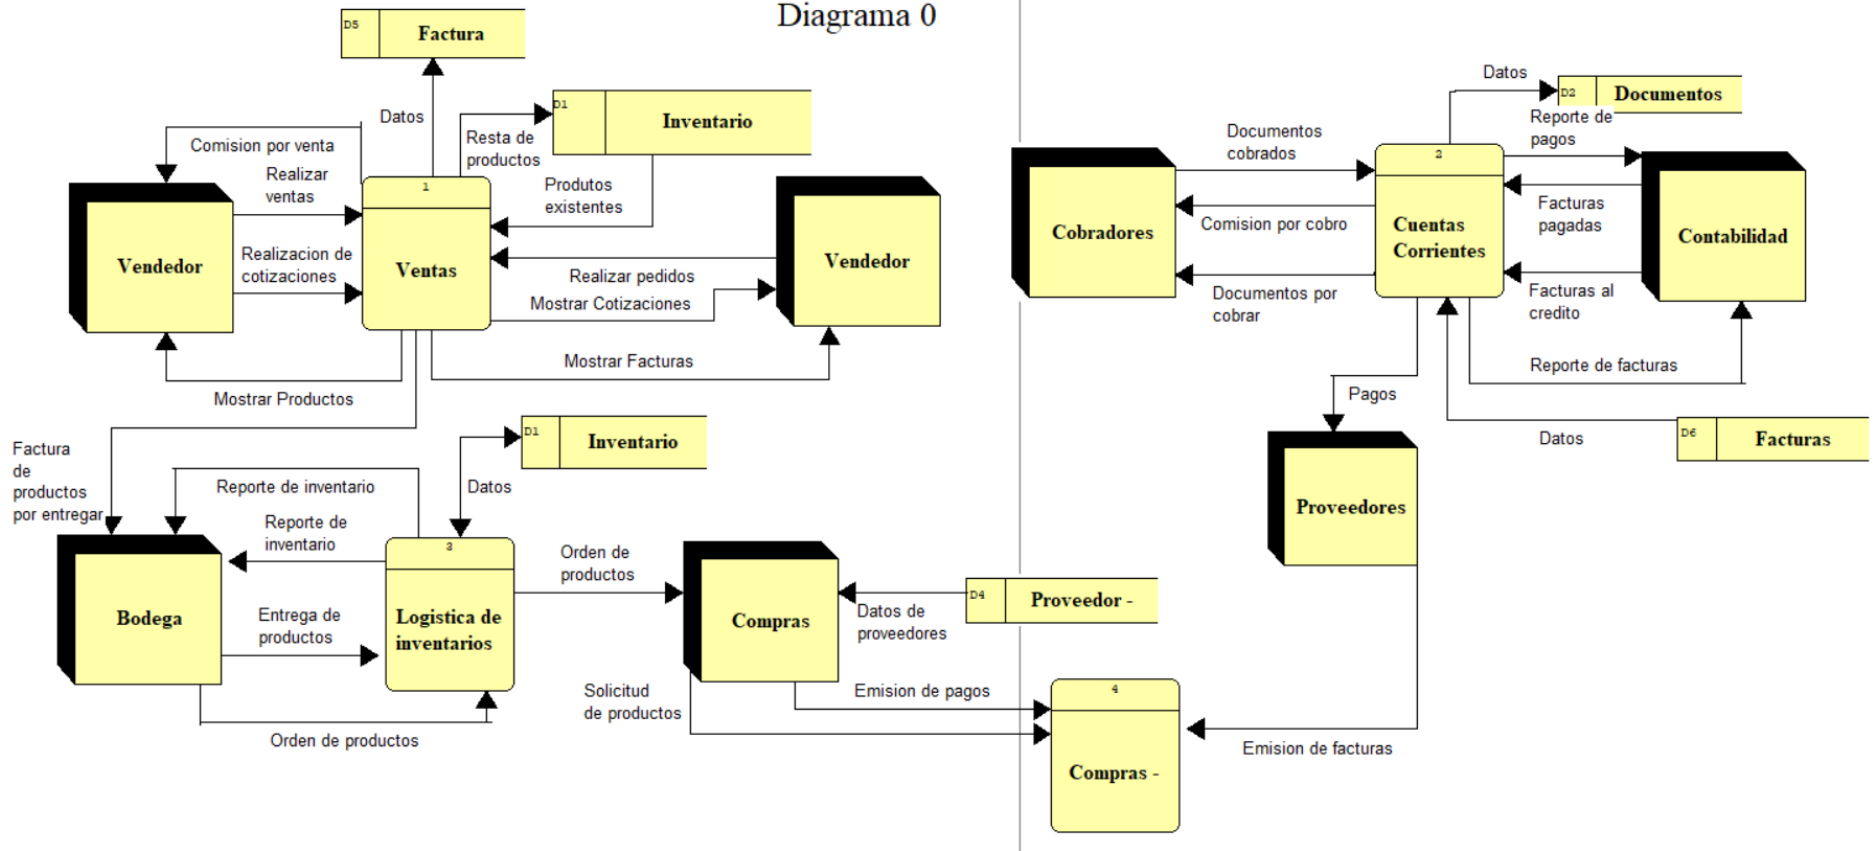 Diagrama 0
D5
Factura
Datos
D1
Inventario
Resta de
productos
Comision por venta
Realizar
ventas
Produtos
existentes
1
Ventas
Vendedor
Realizacion de
cotizaciones
Realizar pedidos
Mostrar Cotizaciones
Vendedor
Mostrar Facturas
Mostrar Productos
Factura
de
productos
por entregar
D1
Inventario
Datos
Reporte de inventario
Reporte de
inventario
3
Logistica de
inventarios
Bodega
Entrega de
productos
Orden de productos
Orden de
productos
Compras
D4
Proveedor -
Datos de
proveedores
Solicitud
de productos
Emision de pagos
4
Compras -
Emision de facturas
Datos
D2
Documentos
Reporte de
pagos
Documentos
cobrados
2
Cuentas
Corrientes
Cobradores
Comision por cobro
Documentos por
cobrar
Facturas
pagadas
Contabilidad
Facturas al
credito
Reporte de facturas
Pagos
Datos
D6
Facturas
Proveedores